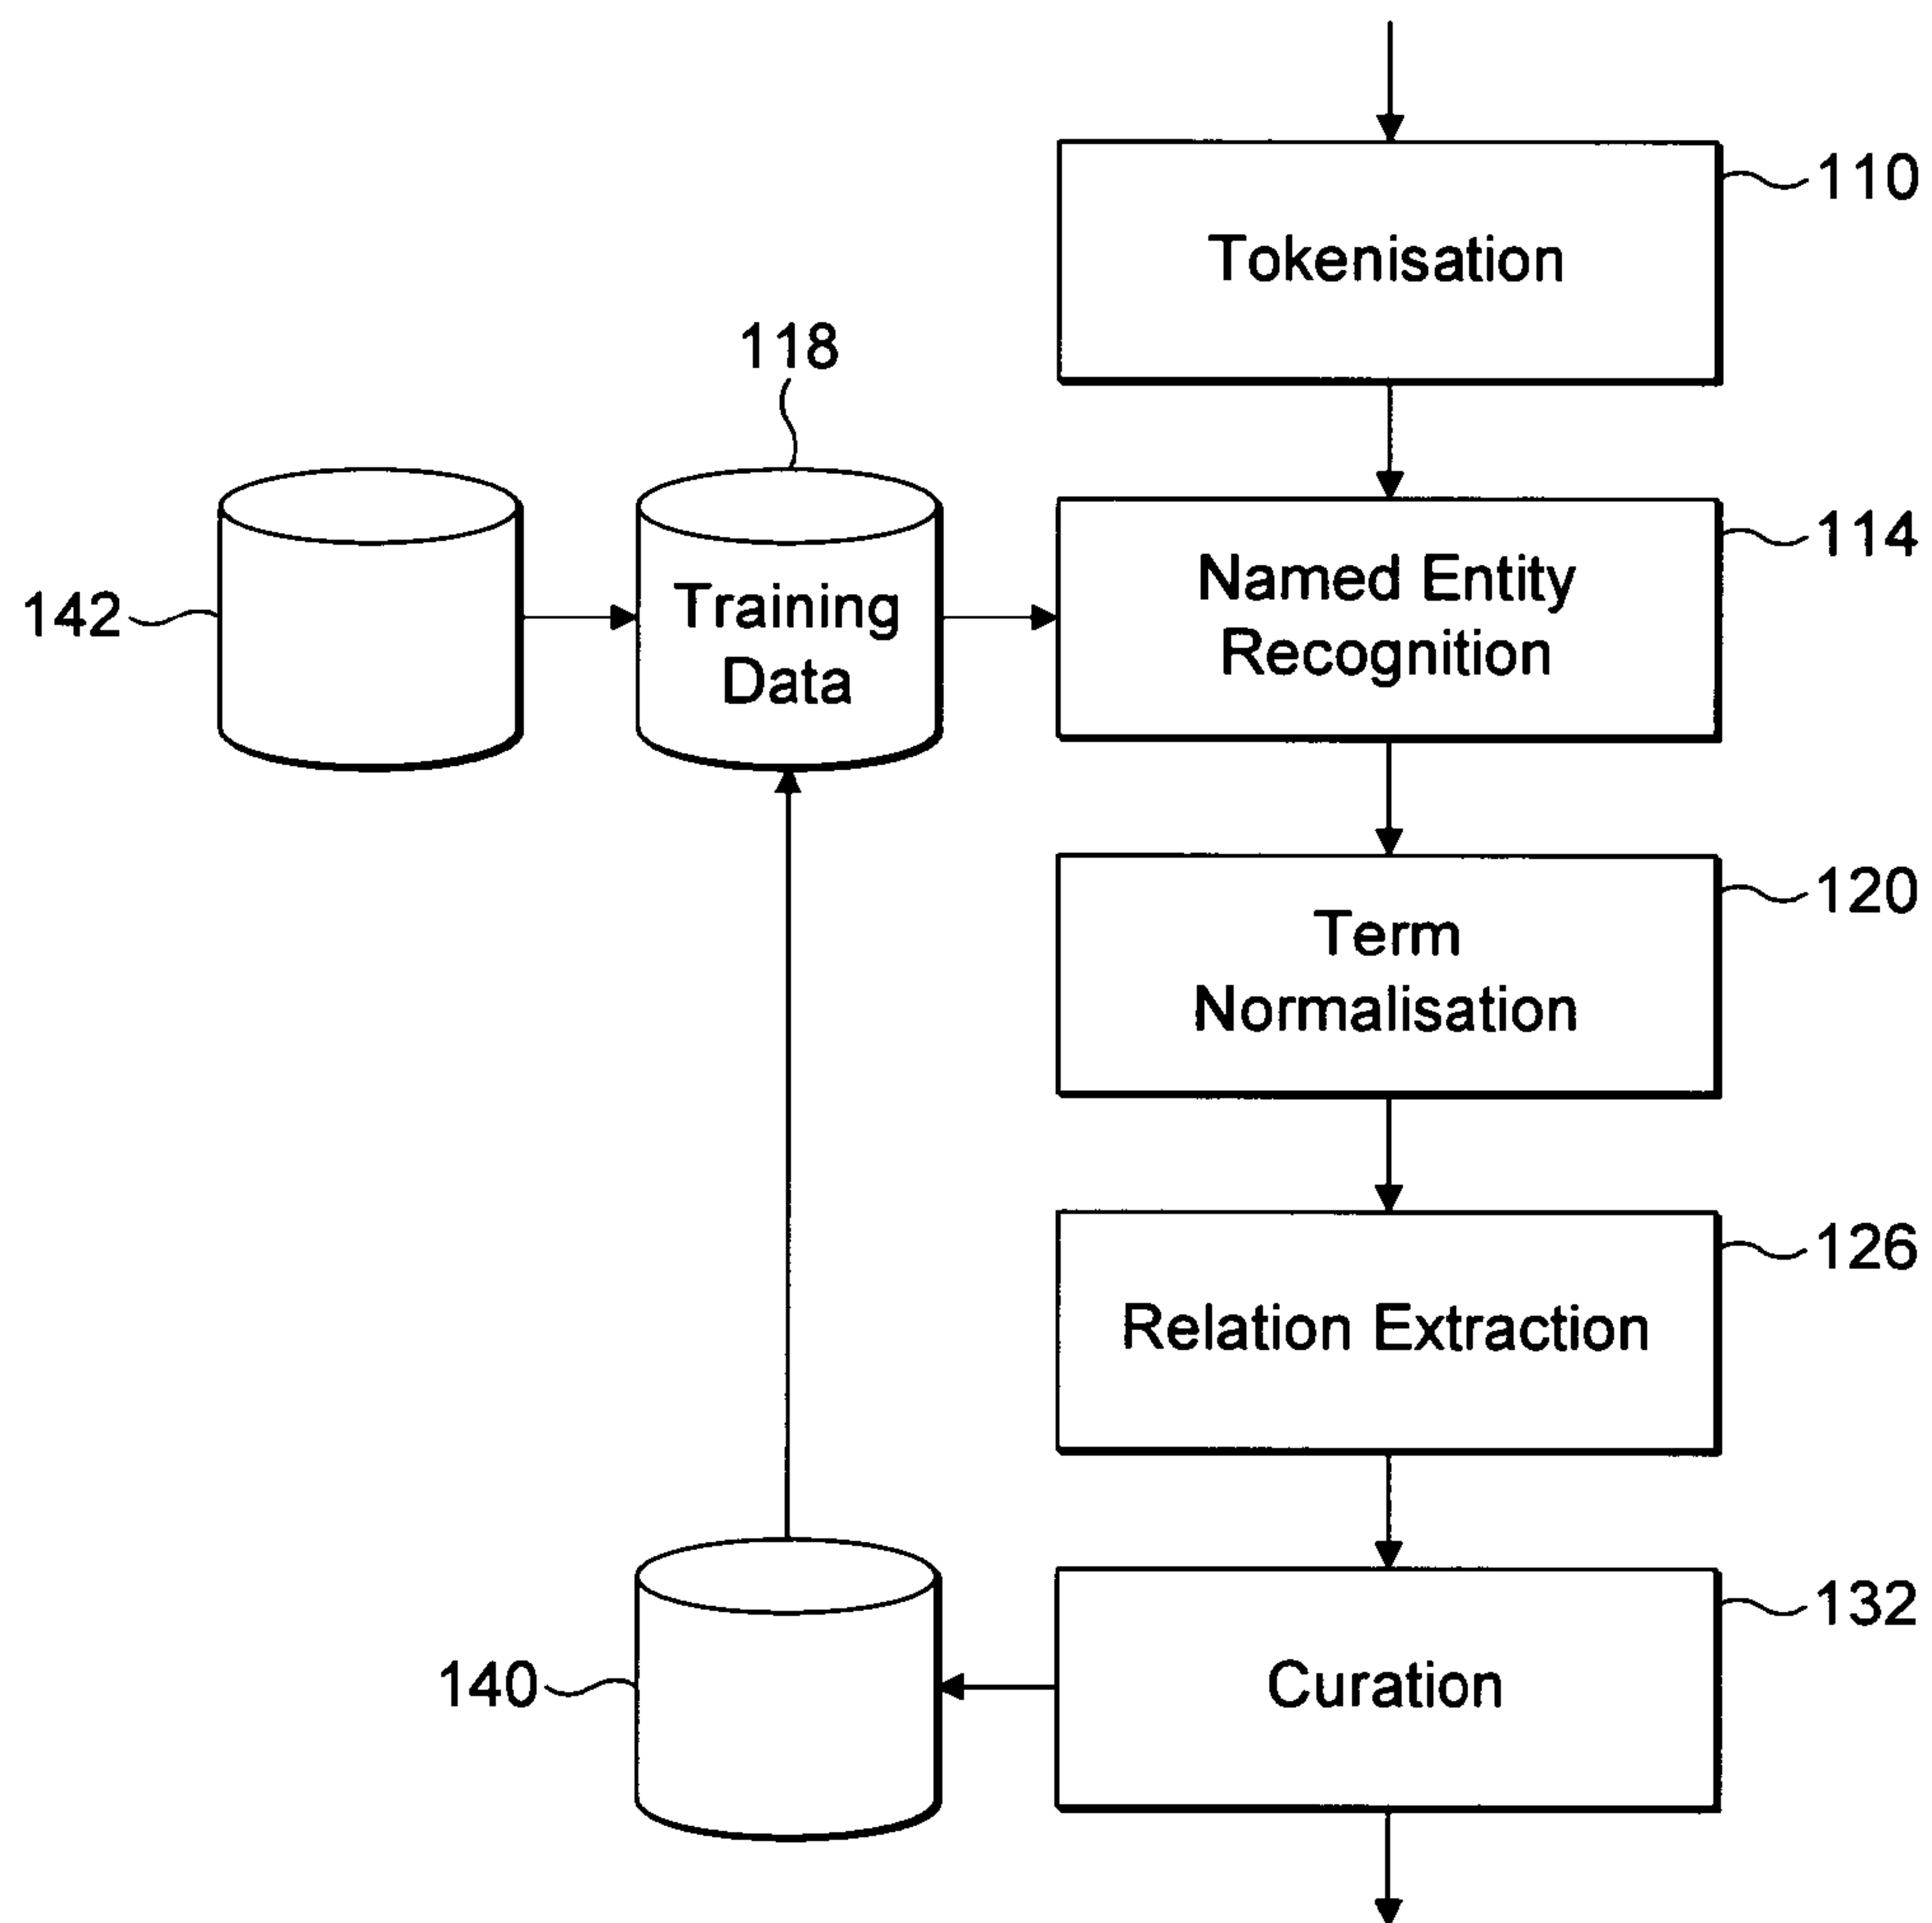 110
Tokenisation
118
114
Named Entity
Recognition
142
Training
Data
120
Term
Normalisation
126
Relation Extraction
132
140
Curation